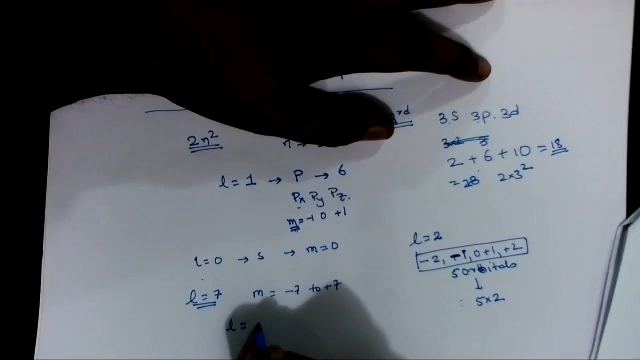 rd 3s 3p. 3d
2n²
2 + 6 + 10 = 18
l = 1 → P → 6
2×3²
Px Py Pz.
m = -1 0 +1
l = 2
-2, -1, 0 +1, +2
l = 0 → s → m = 0
5 orbitals
↓
l = 7 m = -7 to +7
5×2
l =